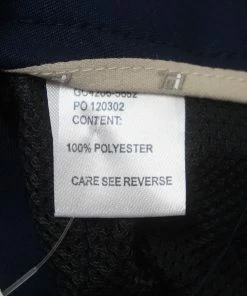 PO 120302
CONTENT:
100% POLYESTER
CARE SEE REVERSE